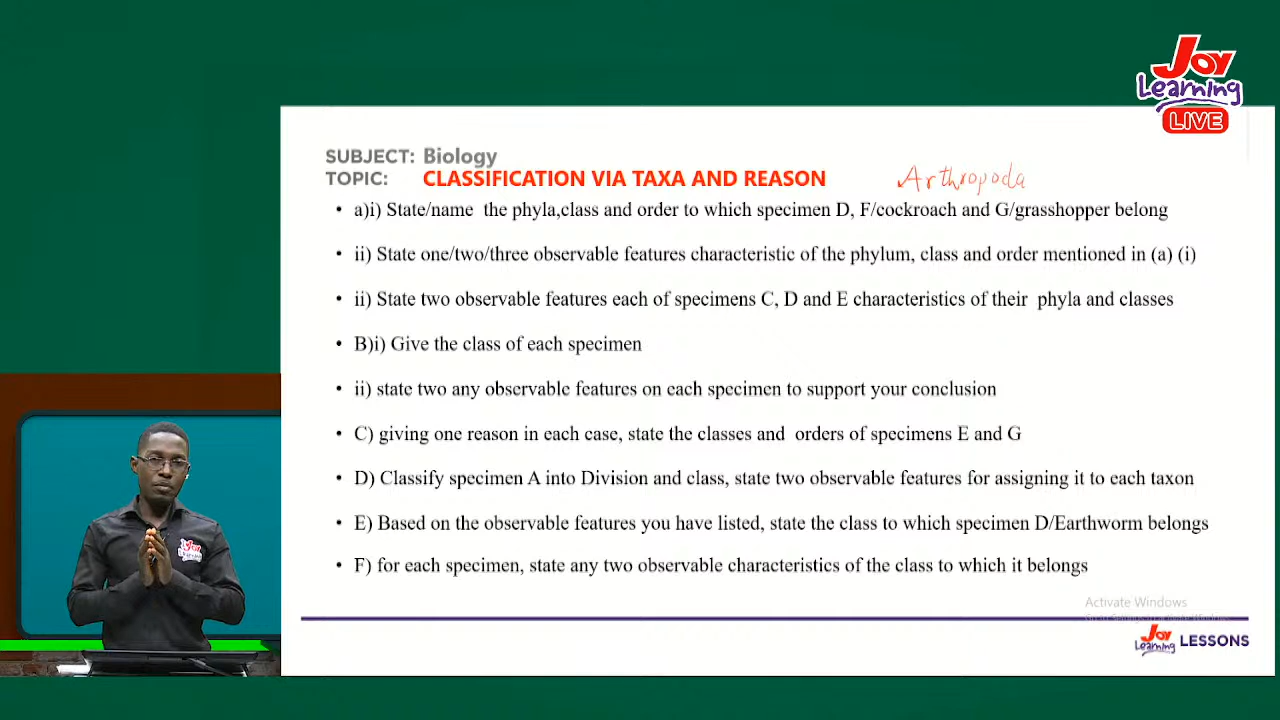 Joy
Learning
LIVE
SUBJECT: Biology
TOPIC: CLASSIFICATION VIA TAXA AND REASON
Arthropoda
• a)i) State/name the phyla,class and order to which specimen D, F/cockroach and G/grasshopper belong
• ii) State one/two/three observable features characteristic of the phylum, class and order mentioned in (a) (i)
• ii) State two observable features each of specimens C, D and E characteristics of their phyla and classes
• B)i) Give the class of each specimen
• ii) state two any observable features on each specimen to support your conclusion
• C) giving one reason in each case, state the classes and orders of specimens E and G
• D) Classify specimen A into Division and class, state two observable features for assigning it to each taxon
• E) Based on the observable features you have listed, state the class to which specimen D/Earthworm belongs
• F) for each specimen, state any two observable characteristics of the class to which it belongs
Activate Windows
Joy
Learning LESSONS
Joy